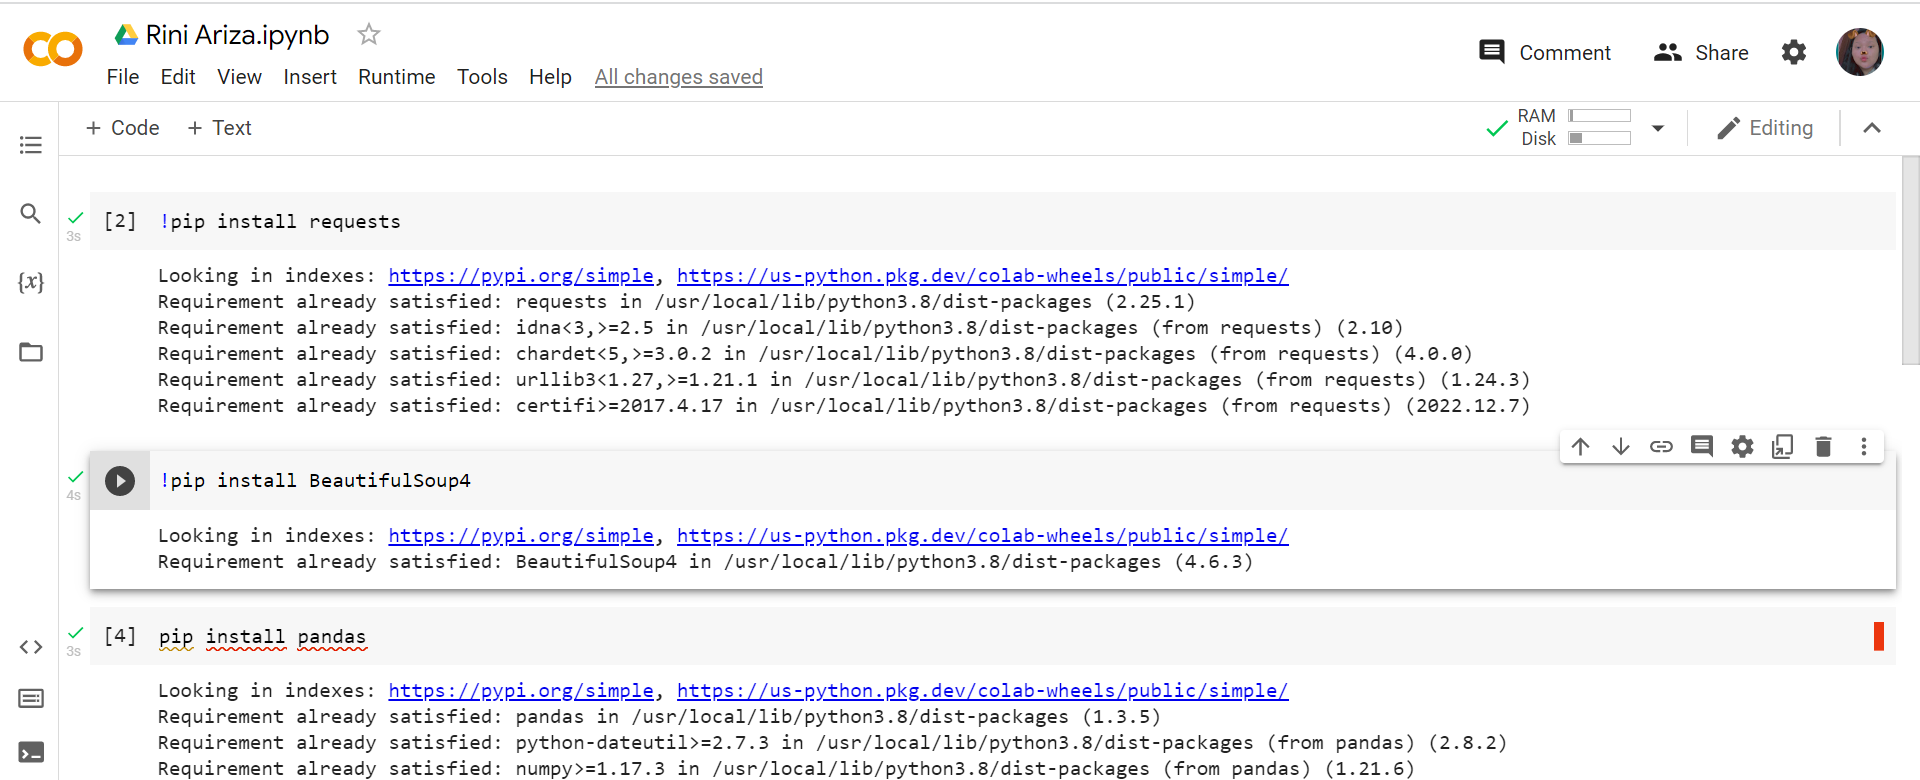 Rini Ariza.ipynb
File Edit View Insert Runtime Tools Help All changes saved
Comment Share
+ Code + Text
RAM
Disk
Editing
[2] !pip install requests
3s
Looking in indexes: https://pypi.org/simple, https://us-python.pkg.dev/colab-wheels/public/simple/
Requirement already satisfied: requests in /usr/local/lib/python3.8/dist-packages (2.25.1)
Requirement already satisfied: idna<3,>=2.5 in /usr/local/lib/python3.8/dist-packages (from requests) (2.10)
Requirement already satisfied: chardet<5,>=3.0.2 in /usr/local/lib/python3.8/dist-packages (from requests) (4.0.0)
Requirement already satisfied: urllib3<1.27,>=1.21.1 in /usr/local/lib/python3.8/dist-packages (from requests) (1.24.3)
Requirement already satisfied: certifi>=2017.4.17 in /usr/local/lib/python3.8/dist-packages (from requests) (2022.12.7)
!pip install BeautifulSoup4
4s
Looking in indexes: https://pypi.org/simple, https://us-python.pkg.dev/colab-wheels/public/simple/
Requirement already satisfied: BeautifulSoup4 in /usr/local/lib/python3.8/dist-packages (4.6.3)
[4] pip install pandas
3s
Looking in indexes: https://pypi.org/simple, https://us-python.pkg.dev/colab-wheels/public/simple/
Requirement already satisfied: pandas in /usr/local/lib/python3.8/dist-packages (1.3.5)
Requirement already satisfied: python-dateutil>=2.7.3 in /usr/local/lib/python3.8/dist-packages (from pandas) (2.8.2)
Requirement already satisfied: numpy>=1.17.3 in /usr/local/lib/python3.8/dist-packages (from pandas) (1.21.6)